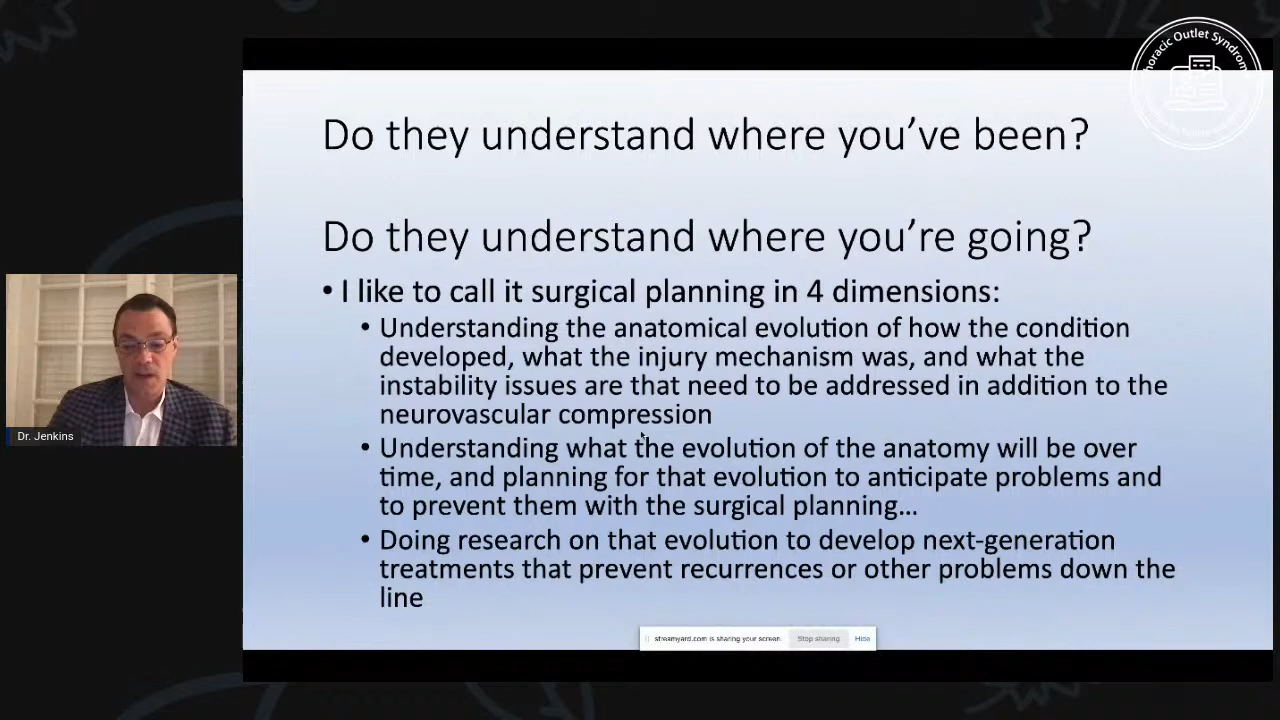 Thoracic Outlet Syndrome
Do they understand where you’ve been?
Do they understand where you’re going?
• I like to call it surgical planning in 4 dimensions:
• Understanding the anatomical evolution of how the condition
developed, what the injury mechanism was, and what the
instability issues are that need to be addressed in addition to the
neurovascular compression
• Understanding what the evolution of the anatomy will be over
time, and planning for that evolution to anticipate problems and
to prevent them with the surgical planning…
• Doing research on that evolution to develop next-generation
treatments that prevent recurrences or other problems down the
line
Dr. Jenkins
streamyard.com is sharing your screen.
Stop sharing
Hide